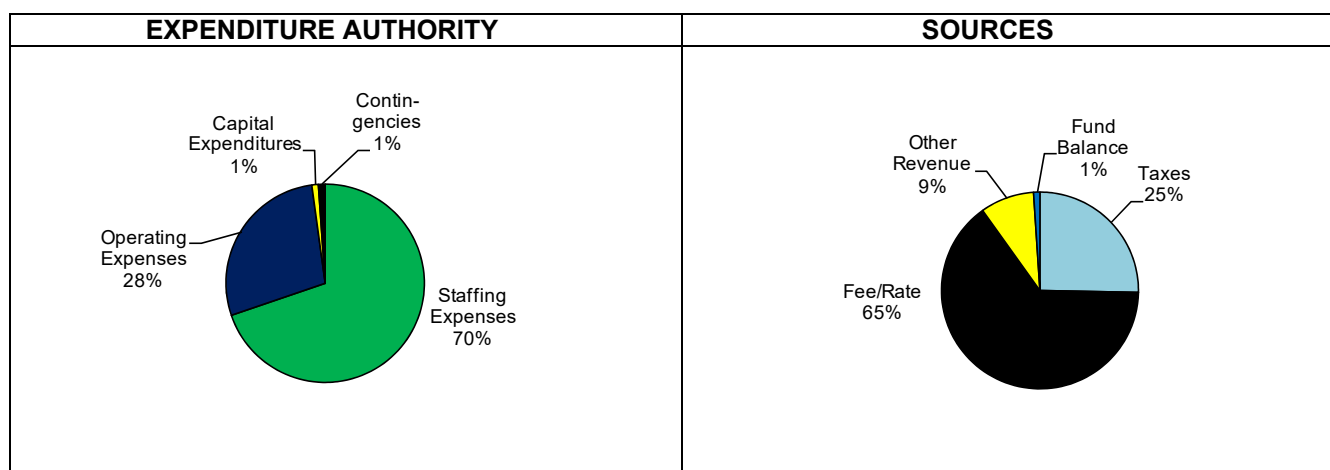 EXPENDITURE AUTHORITY
SOURCES
Contin-
gencies
1%
Capital
Expenditures
1%
Operating
Expenses
28%
Staffing
Expenses
70%
Fund
Balance
1%
Other
Revenue
9%
Taxes
25%
Fee/Rate
65%